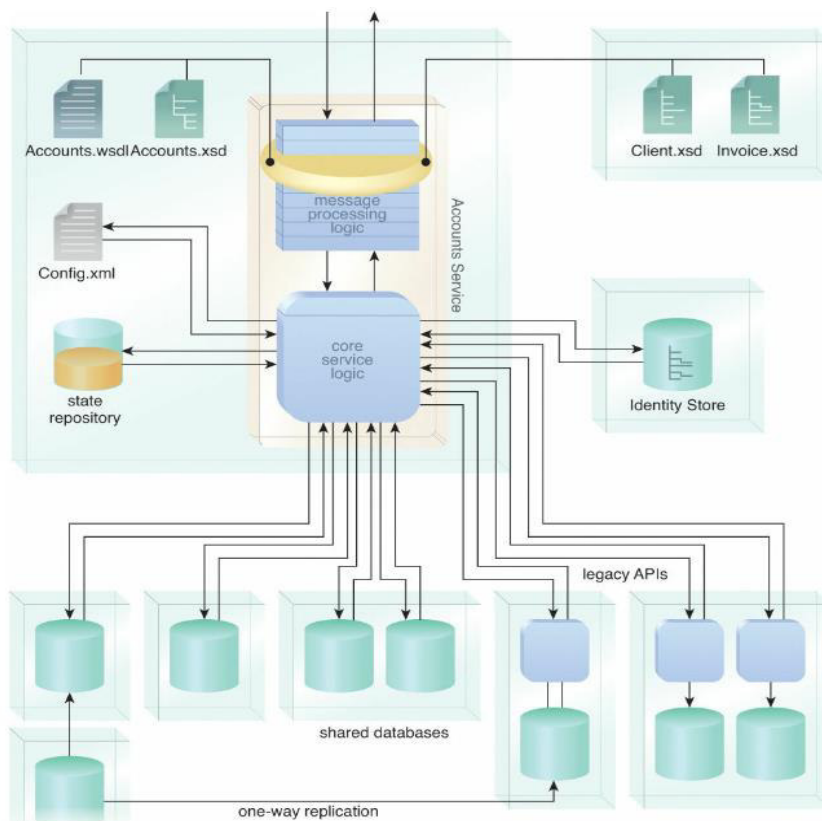 Accounts.wsdl
Accounts.xsd
Client.xsd
Invoice.xsd
message
processing
logic
Accounts Service
Config.xml
core
service
logic
state
repository
Identity Store
legacy APIs
shared databases
one-way replication